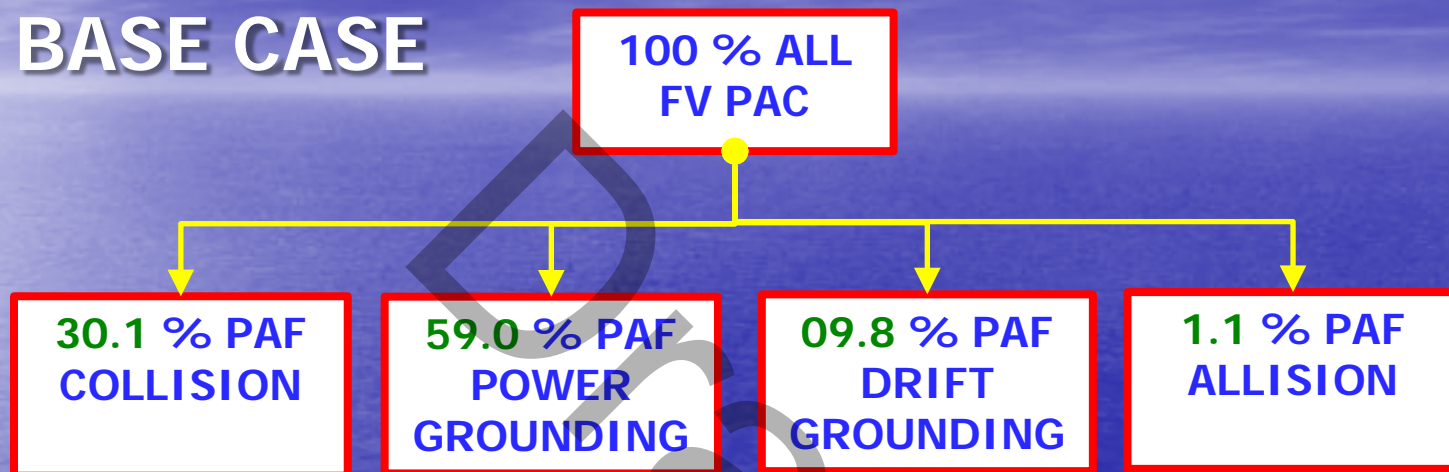 BASE CASE
100 % ALL
FV PAC
30.1 % PAF
COLLISION
59.0 % PAF
POWER
GROUNDING
09.8 % PAF
DRIFT
GROUNDING
1.1 % PAF
ALLISION